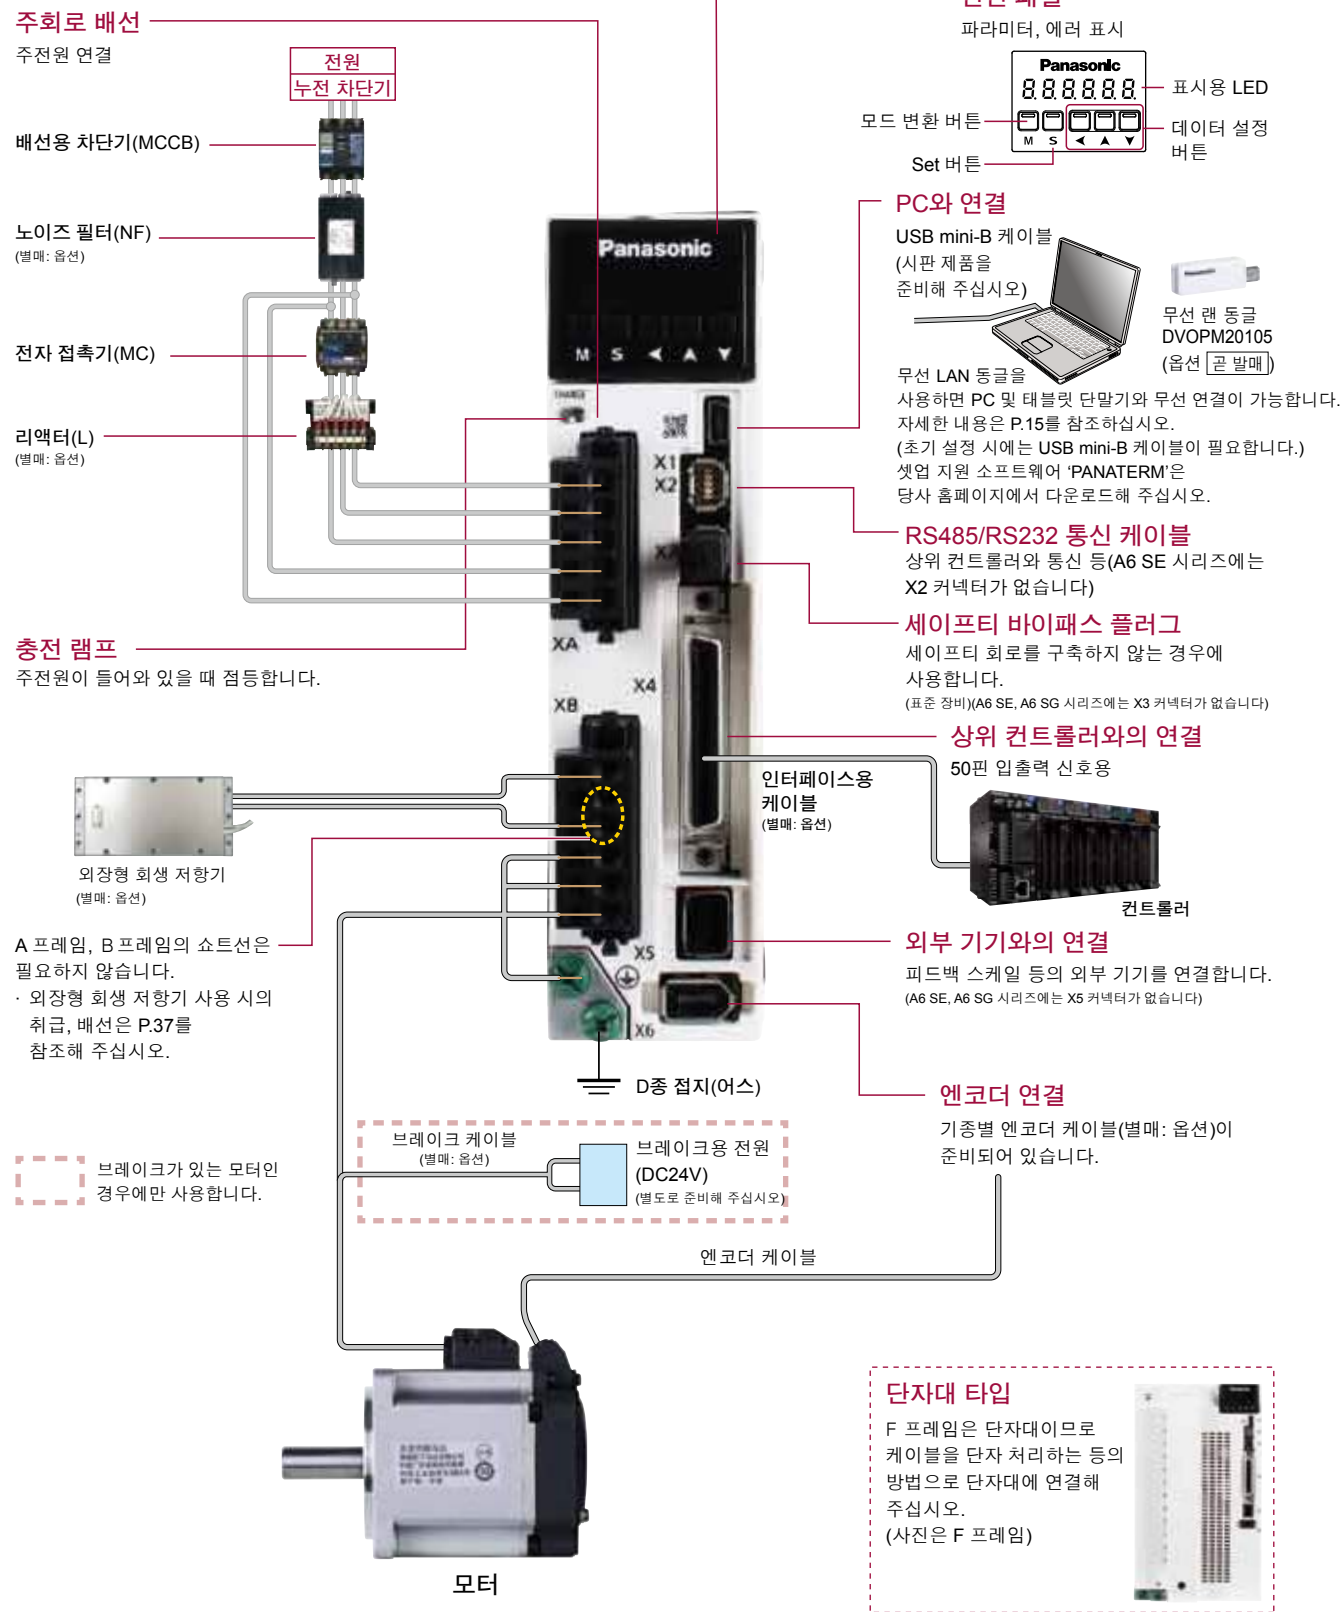 주회로 배선
주전원 연결
전원
누전 차단기
배선용 차단기(MCCB)
노이즈 필터(NF)
(별매: 옵션)
전자 접촉기(MC)
리액터(L)
(별매: 옵션)
충전 램프
주전원이 들어와 있을 때 점등합니다.
외장형 회생 저항기
(별매: 옵션)
A 프레임, B 프레임의 쇼트선은
필요하지 않습니다.
· 외장형 회생 저항기 사용 시의
취급, 배선은 P.37를
참조해 주십시오.
브레이크가 있는 모터인
경우에만 사용합니다.
파라미터, 에러 표시
Panasonic
8.8.8.8.8.8.
M S
표시용 LED
모드 변환 버튼
데이터 설정
버튼
Set 버튼
Panasonic
M S
CHARGE
X1
X2
XA
X4
XB
X5
X6
PC와 연결
USB mini-B 케이블
(시판 제품을
준비해 주십시오)
무선 랜 동글
DVOPM20105
(옵션 곧 발매)
무선 LAN 동글을
사용하면 PC 및 태블릿 단말기와 무선 연결이 가능합니다.
자세한 내용은 P.15를 참조하십시오.
(초기 설정 시에는 USB mini-B 케이블이 필요합니다.)
셋업 지원 소프트웨어 ‘PANATERM’은
당사 홈페이지에서 다운로드해 주십시오.
RS485/RS232 통신 케이블
상위 컨트롤러와 통신 등(A6 SE 시리즈에는
X2 커넥터가 없습니다)
세이프티 바이패스 플러그
세이프티 회로를 구축하지 않는 경우에
사용합니다.
(표준 장비)(A6 SE, A6 SG 시리즈에는 X3 커넥터가 없습니다)
상위 컨트롤러와의 연결
50핀 입출력 신호용
인터페이스용
케이블
(별매: 옵션)
컨트롤러
외부 기기와의 연결
피드백 스케일 등의 외부 기기를 연결합니다.
(A6 SE, A6 SG 시리즈에는 X5 커넥터가 없습니다)
D종 접지(어스)
엔코더 연결
기종별 엔코더 케이블(별매: 옵션)이
준비되어 있습니다.
브레이크 케이블
(별매: 옵션)
브레이크용 전원
(DC24V)
(별도로 준비해 주십시오)
엔코더 케이블
모터
단자대 타입
F 프레임은 단자대이므로
케이블을 단자 처리하는 등의
방법으로 단자대에 연결해
주십시오.
(사진은 F 프레임)
Panasonic